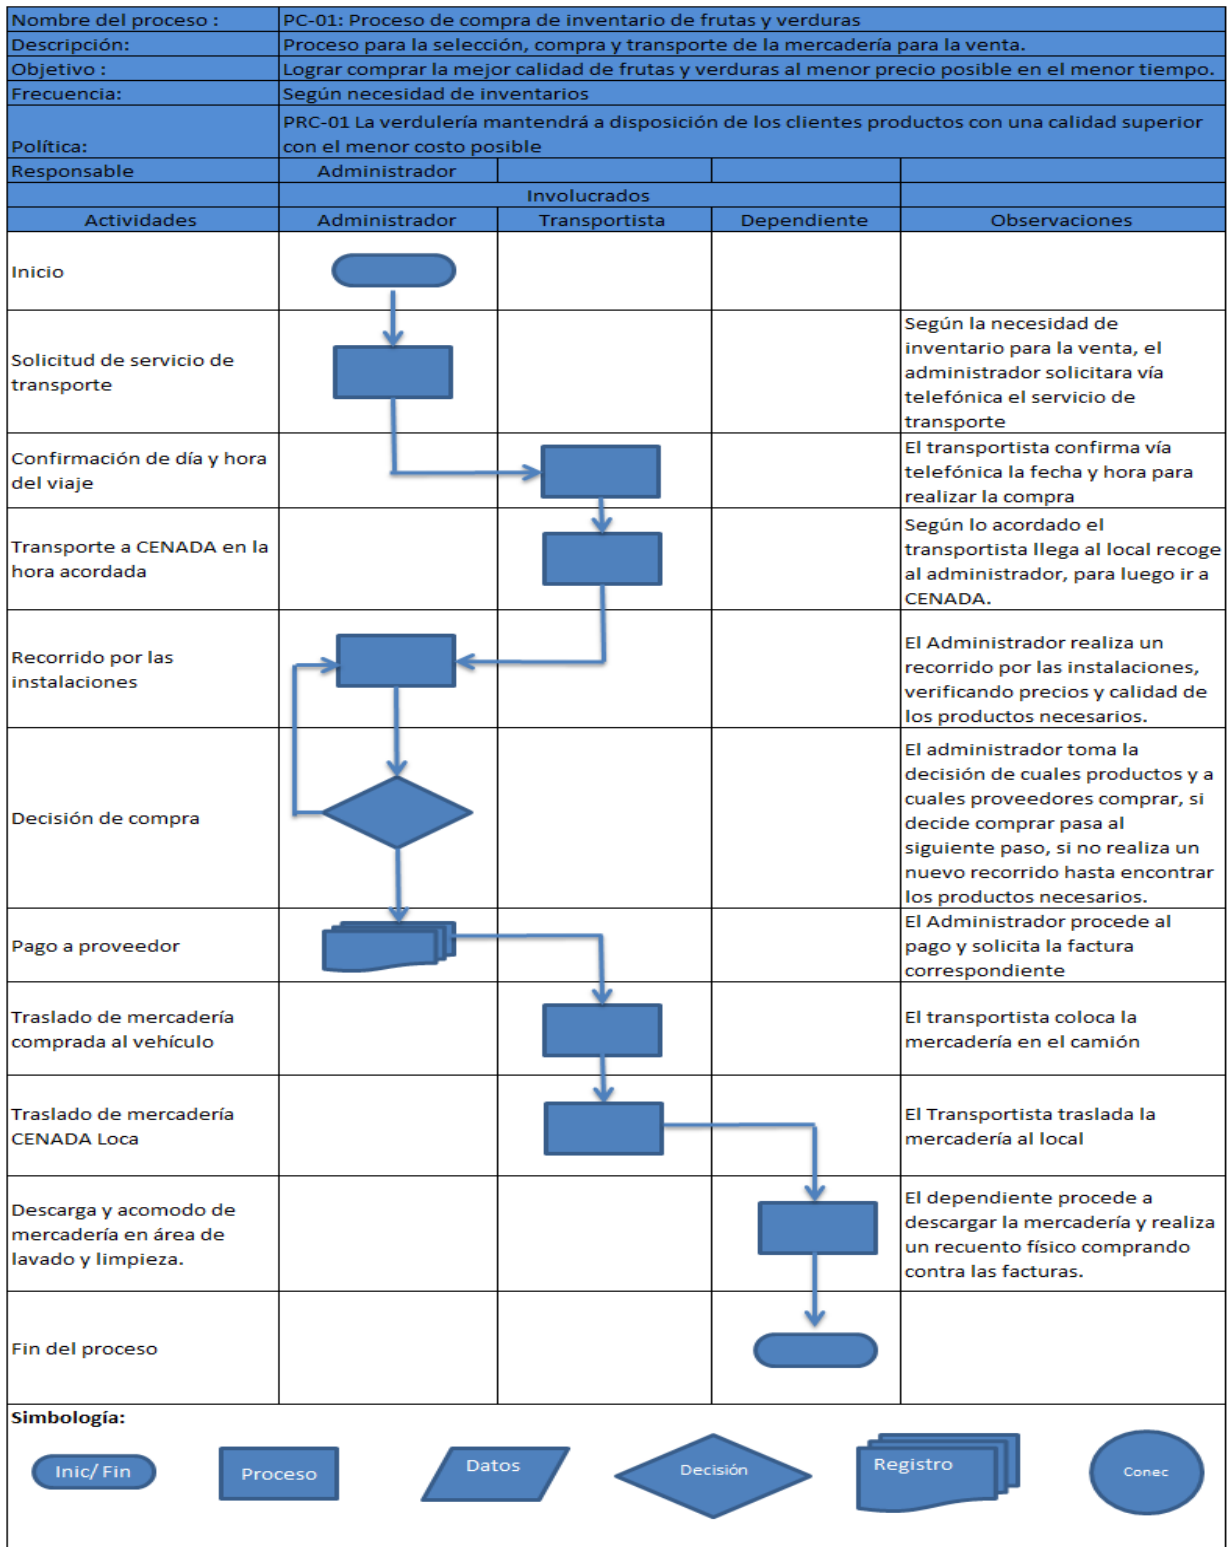 Nombre del proceso : PC-01: Proceso de compra de inventario de frutas y verduras
Descripción: Proceso para la selección, compra y transporte de la mercadería para la venta.
Objetivo : Lograr comprar la mejor calidad de frutas y verduras al menor precio posible en el menor tiempo.
Frecuencia: Según necesidad de inventarios
Política: PRC-01 La verdulería mantendrá a disposición de los clientes productos con una calidad superior
con el menor costo posible
Responsable Administrador
Involucrados
Actividades Administrador Transportista Dependiente Observaciones
Inicio
Solicitud de servicio de
transporte
Según la necesidad de
inventario para la venta, el
administrador solicitara vía
telefónica el servicio de
transporte
Confirmación de día y hora
del viaje
El transportista confirma vía
telefónica la fecha y hora para
realizar la compra
Transporte a CENADA en la
hora acordada
Según lo acordado el
transportista llega al local recoge
al administrador, para luego ir a
CENADA.
Recorrido por las
instalaciones
El Administrador realiza un
recorrido por las instalaciones,
verificando precios y calidad de
los productos necesarios.
Decisión de compra
El administrador toma la
decisión de cuales productos y a
cuales proveedores comprar, si
decide comprar pasa al
siguiente paso, si no realiza un
nuevo recorrido hasta encontrar
los productos necesarios.
Pago a proveedor
El Administrador procede al
pago y solicita la factura
correspondiente
Traslado de mercadería
comprada al vehículo
El transportista coloca la
mercadería en el camión
Traslado de mercadería
CENADA Loca
El Transportista traslada la
mercadería al local
Descarga y acomodo de
mercadería en área de
lavado y limpieza.
El dependiente procede a
descargar la mercadería y realiza
un recuento físico comprando
contra las facturas.
Fin del proceso
Simbología:
Inic/ Fin
Proceso
Datos
Decisión
Registro
Conec